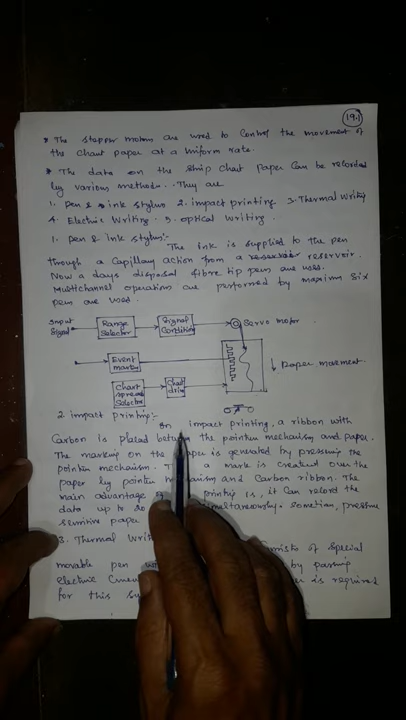 19.1
* The stopper motors are used to control the movement of
the chart paper at a uniform rate.
* The data on the strip chart paper can be recorded
by various methods. They are
1. pen & ink stylus 2. impact printing 3. Thermal writing
4. Electric writing 5. optical writing.
1. pen & ink stylus:-
The ink is supplied to the pen
through a capillary action from a reservoir.
Now a days disposal fibre tip pens are used.
Multichannel operation are performed by maximum six
pens are used.
Input Signal
Range Selector
Signal Condition
Servo motor
Event marker
Paper movement
Chart speed Selector
Chart drive
2. impact printing:-
In impact printing, a ribbon with
Carbon is placed between the pointer mechanism and paper.
The marking on the paper is generated by pressing the
pointer mechanism. a mark is created over the
paper by pointer mechanism and Carbon ribbon. The
main advantage printing is, it can record the
data up to simultaneously. sometimes, pressure
sensitive paper
3. Thermal of special
movable pen by passing
electric is required
for this